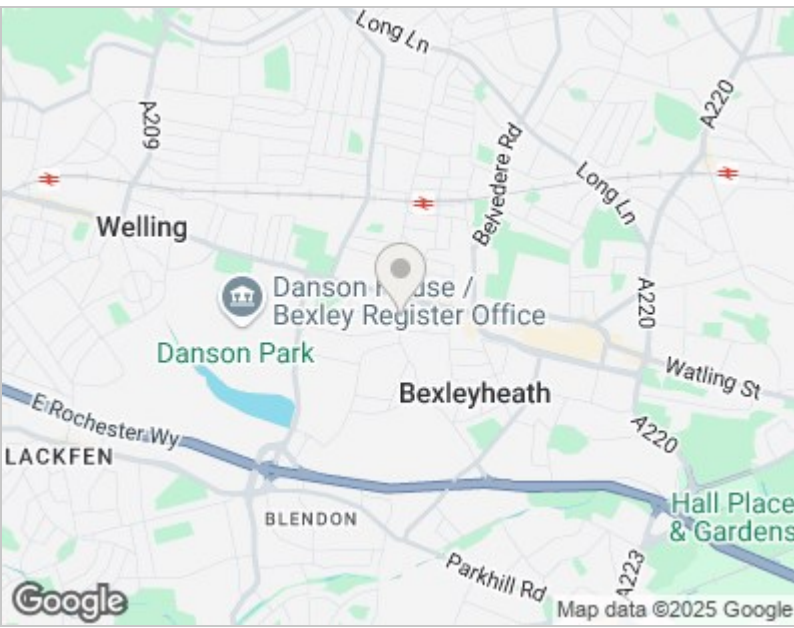 Long Ln
A220
A209
Belvedere Rd
Long Ln
Welling
Danson House /
Bexley Register Office
A220
Danson Park
Watling St
Bexleyheath
E Rochester Wy
A220
LACKFEN
Hall Place
& Gardens
BLENDON
Parkhill Rd
A223
Google
Map data ©2025 Google